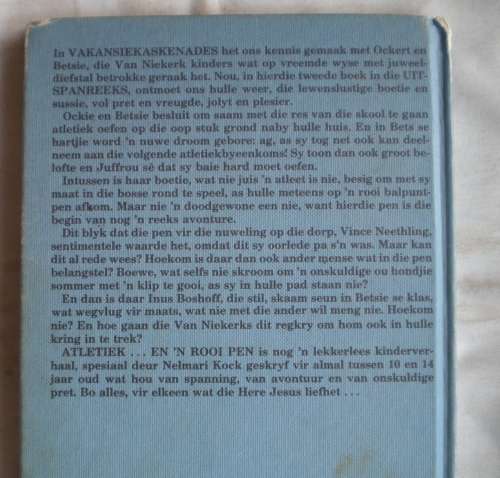 In VAKANSIEKASKENADES het ons kennis gemaak met Ockert en
Betsie, die Van Niekerk kinders wat op vreemde wyse met juweel-
diefstal betrokke geraak het. Nou, in hierdie tweede boek in die UIT-
SPANREEKS, ontmoet ons hulle weer, die lewenslustige boetie en
sussie, vol pret en vreugde, jolyt en plesier.
Ockie en Betsie besluit om saam met die res van die skool te gaan
atletiek oefen op die oop stuk grond naby hulle huis. En in Bets se
hartjie word 'n nuwe droom gebore: ag, as sy tog net ook kan deel-
neem aan die volgende atletiekbyeenkoms! Sy toon dan ook groot be-
lofte en Juffrou sê dat sy baie hard moet oefen.
Intussen is haar boetie, wat nie juis 'n atleet is nie, besig om met sy
maat in die bosse rond te speel, as hulle meteens op 'n rooi balpunt-
pen afkom. Maar nie 'n doodgewone een nie, want hierdie pen is die
begin van nog 'n reeks avonture.
Dit blyk dat die pen vir die nuweling op die dorp, Vince Neethling,
sentimentele waarde het, omdat dit sy oorlede pa s'n was. Maar kan
dit al rede wees? Hoekom is daar dan ook ander mense wat in die pen
belangstel? Boewe, wat selfs nie skroom om 'n onskuldige ou hondjie
sommer met 'n klip te gooi, as sy in hulle pad staan nie?
En dan is daar Inus Boshoff, die stil, skaam seun in Betsie se klas,
wat wegvlug vir maats, wat nie met die ander wil meng nie. Hoekom
nie? En hoe gaan die Van Niekerks dit regkry om hom ook in hulle
kring in te trek?
ATLETIEK . . . EN 'N ROOI PEN is nog 'n lekkerlees kinderver-
haal, spesiaal deur Nelmari Kock geskryf vir almal tussen 10 en 14
jaar oud wat hou van spanning, van avontuur en van onskuldige
pret. Bo alles, vir elkeen wat die Here Jesus liefhet . . .